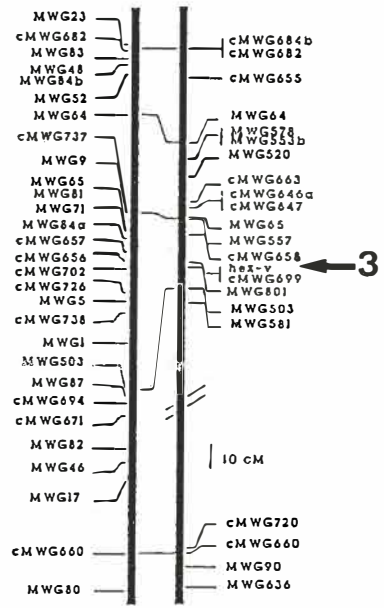 MWG23
cMWG682
MWG83
MWG48
MWG84b
MWG52
MWG64
cMWG737
MWG9
MWG65
MWG81
MWG71
MWG84a
cMWG657
cMWG656
cMWG702
cMWG726
MWG5
cMWG738
MWG1
MWG503
MWG87
cMWG694
cMWG671
MWG82
MWG46
MWG17
cMWG660
MWG80
cMWG684b
cMWG682
cMWG655
MWG64
MWG578
MWG553b
MWG520
cMWG663
cMWG646a
cMWG647
MWG65
MWG557
cMWG658
hex-v
cMWG699
MWG801
MWG503
MWG581
3
10 cM
cMWG720
cMWG660
MWG90
MWG636